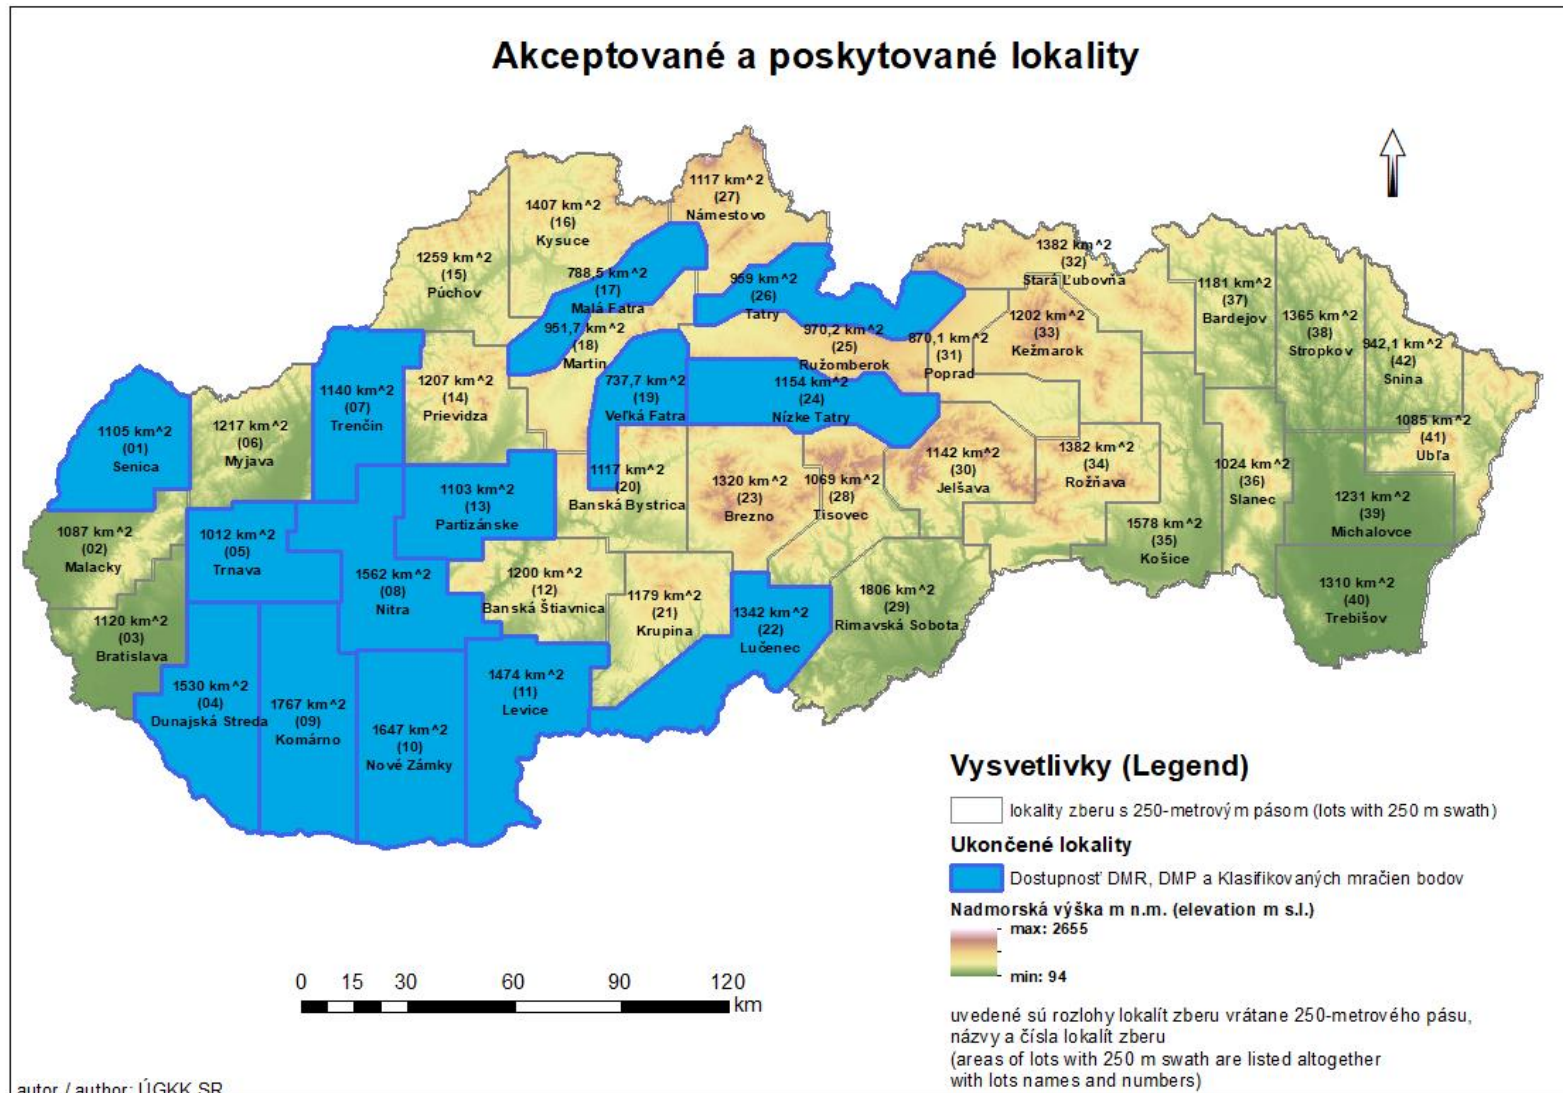 Akceptované a poskytované lokality
1117 km^2
(27)
Námestovo
1407 km^2
(16)
Kysuce
1259 km^2
(15)
Púchov
788,5 km^2
(17)
Malá Fatra
959 km^2
(26)
Tatry
1382 km^2
(32)
Stará Ľubovňa
1181 km^2
(37)
Bardejov
1365 km^2
(38)
Stropkov
942,1 km^2
(42)
Snina
951,7 km^2
(18)
Martin
970,2 km^2
(25)
Ružomberok
870,1 km^2
(31)
Poprad
1202 km^2
(33)
Kežmarok
1140 km^2
(07)
Trenčín
1207 km^2
(14)
Prievidza
737,7 km^2
(19)
Veľká Fatra
1154 km^2
(24)
Nízke Tatry
1085 km^2
(41)
Ubľa
1105 km^2
(01)
Senica
1217 km^2
(06)
Myjava
1103 km^2
(13)
Partizánske
1117 km^2
(20)
Banská Bystrica
1320 km^2
(23)
Brezno
1069 km^2
(28)
Tisovec
1142 km^2
(30)
Jelšava
1382 km^2
(34)
Rožňava
1024 km^2
(36)
Slanec
1231 km^2
(39)
Michalovce
1087 km^2
(02)
Malacky
1012 km^2
(05)
Trnava
1562 km^2
(08)
Nitra
1200 km^2
(12)
Banská Štiavnica
1179 km^2
(21)
Krupina
1342 km^2
(22)
Lučenec
1806 km^2
(29)
Rimavská Sobota
1578 km^2
(35)
Košice
1310 km^2
(40)
Trebišov
1120 km^2
(03)
Bratislava
1530 km^2
(04)
Dunajská Streda
1767 km^2
(09)
Komárno
1647 km^2
(10)
Nové Zámky
1474 km^2
(11)
Levice
Vysvetlivky (Legend)
lokality zberu s 250-metrovým pásom (lots with 250 m swath)
Ukončené lokality
Dostupnosť DMR, DMP a Klasifikovaných mračien bodov
Nadmorská výška m n.m. (elevation m s.l.)
max: 2655
min: 94
0 15 30 60 90 120
km
uvedené sú rozlohy lokalít zberu vrátane 250-metrového pásu,
názvy a čísla lokalít zberu
(areas of lots with 250 m swath are listed altogether
with lots names and numbers)
autor / author: ÚGKK SR